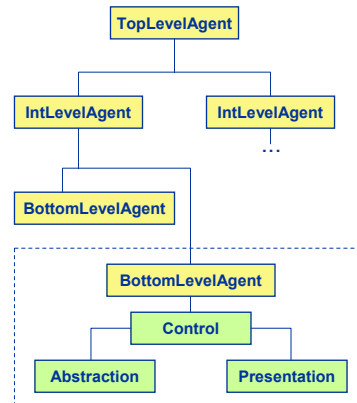 TopLevelAgent
IntLevelAgent
IntLevelAgent
...
BottomLevelAgent
BottomLevelAgent
Control
Abstraction
Presentation